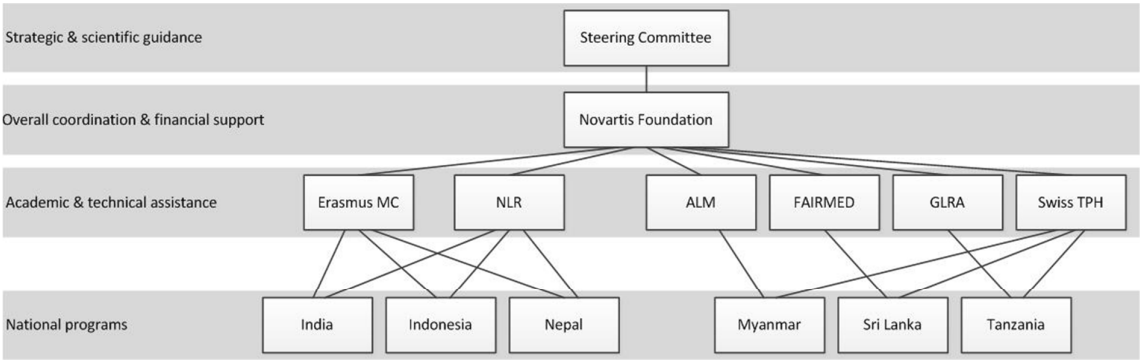 Strategic & scientific guidance
Steering Committee
Overall coordination & financial support
Novartis Foundation
Academic & technical assistance
Erasmus MC
NLR
ALM
FAIRMED
GLRA
Swiss TPH
National programs
India
Indonesia
Nepal
Myanmar
Sri Lanka
Tanzania